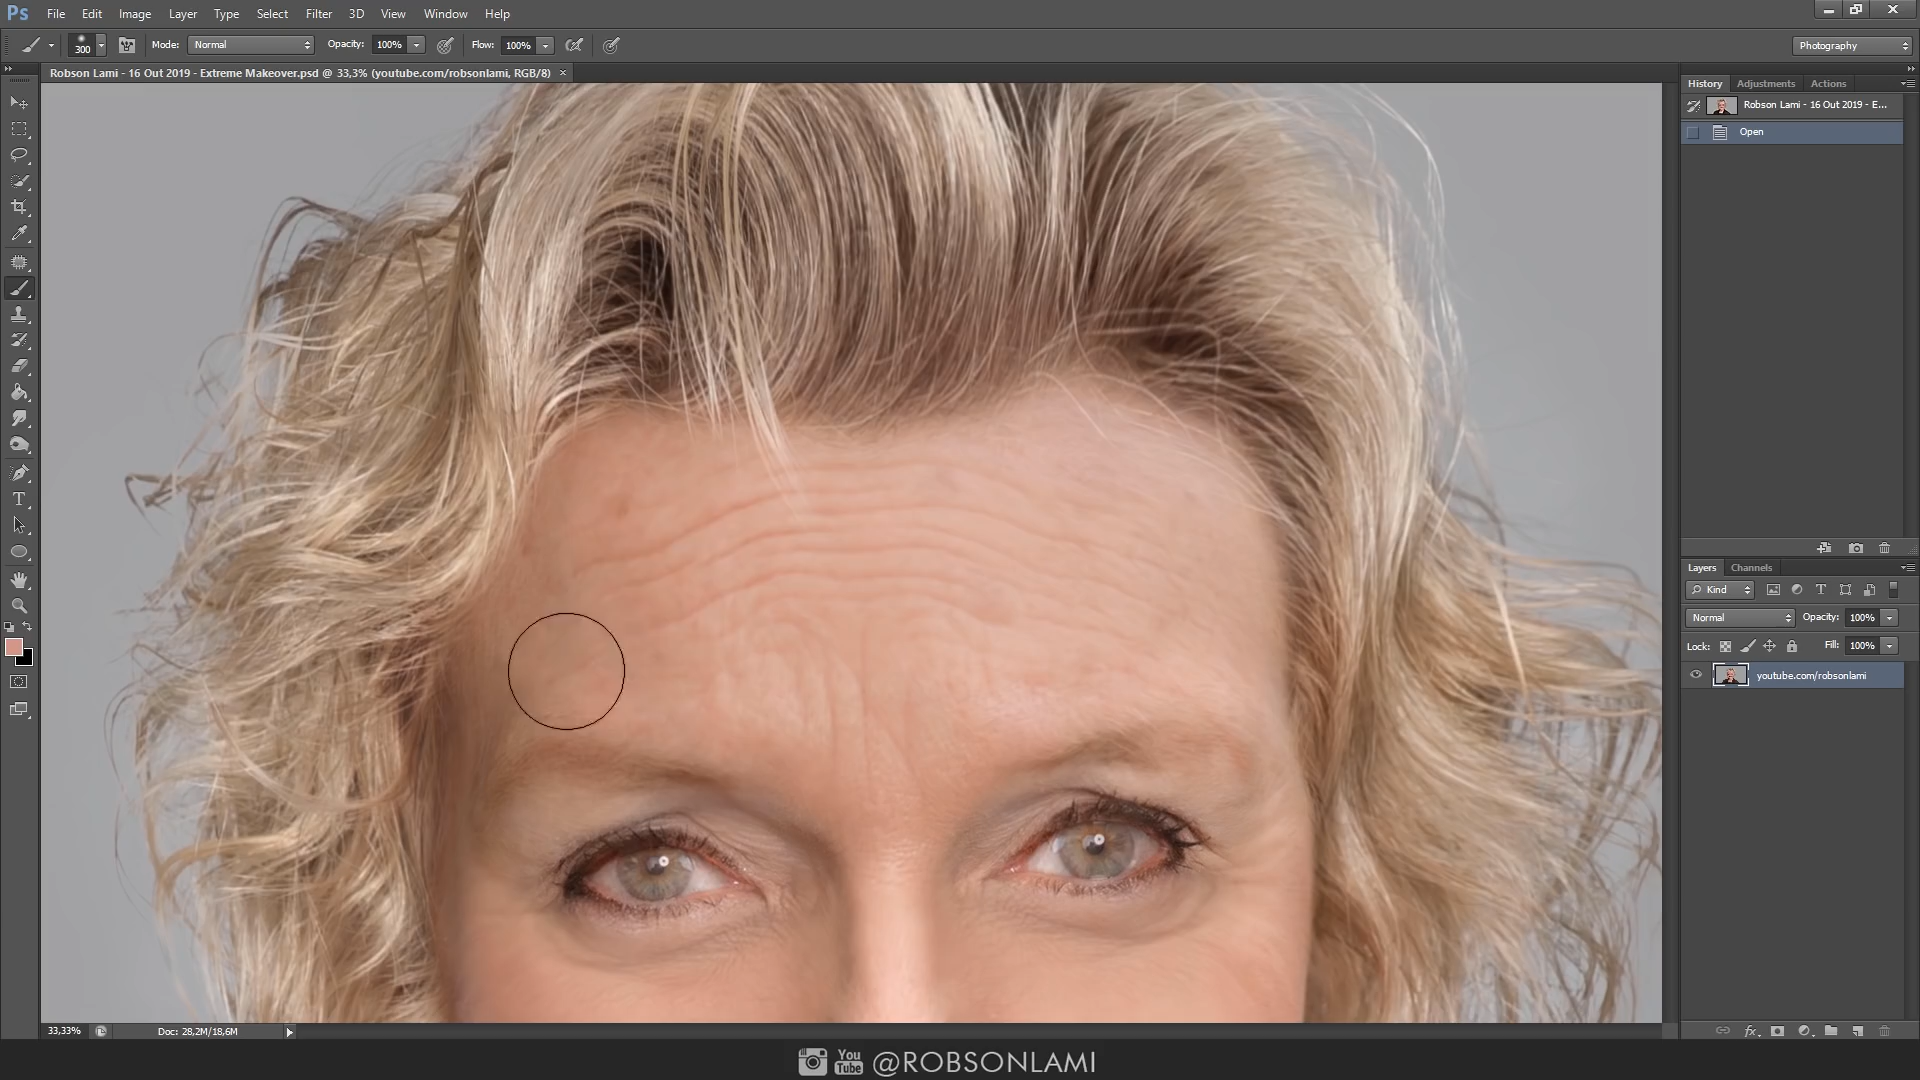 Ps File Edit Image Layer Type Select Filter 3D View Window Help
300 Mode: Normal Opacity: 100% Flow: 100% Photography
Robson Lami - 16 Out 2019 - Extreme Makeover.psd @ 33,3% (youtube.com/robsonlami, RGB/8) ×
History Adjustments Actions
Robson Lami - 16 Out 2019 - E...
Open
Layers Channels
Kind
Normal Opacity: 100%
Lock: Fill: 100%
youtube.com/robsonlami
33,33% Doc: 28,2M/18,6M
You Tube @ROBSONLAMI